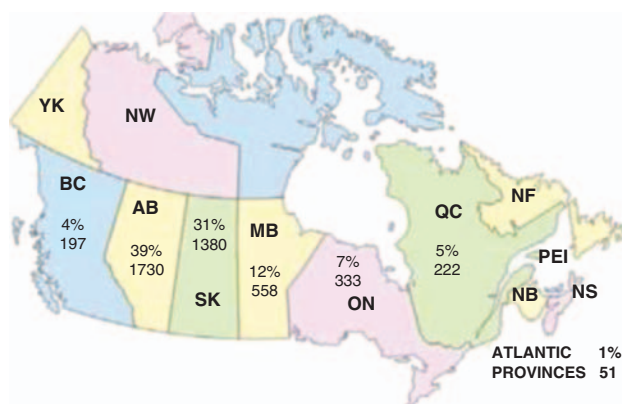 YK
NW
BC
4%
197
AB
39%
1730
31%
1380
SK
MB
12%
558
7%
333
ON
QC
5%
222
NF
PEI
NB
NS
ATLANTIC 1%
PROVINCES 51